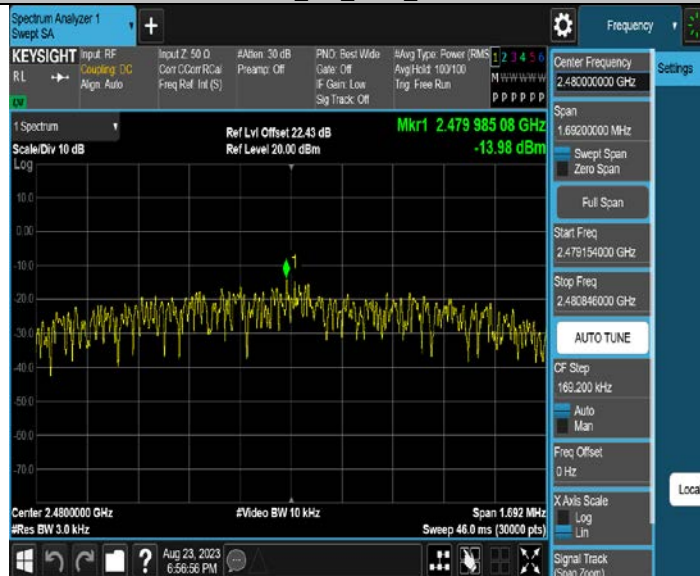 Spectrum Analyzer 1
Swept SA
Frequency
KEYSIGHT
RL
Input: RF
Coupling: DC
Align: Auto
Input Z: 50 Ω
Corr CCorr RCal
Freq Ref: Int (S)
#Atten: 30 dB
Preamp: Off
PNO: Best Wide
Gate: Off
IF Gain: Low
Sig Track: Off
#Avg Type: Power (RMS
Avg|Hold: 100/100
Trig: Free Run
1 2 3 4 5 6
M W W W W W
P P P P P P
Center Frequency
2.480000000 GHz
Settings
1 Spectrum
Scale/Div 10 dB
Log
Ref Lvl Offset 22.43 dB
Ref Level 20.00 dBm
Mkr1 2.479 985 08 GHz
-13.98 dBm
Span
1.69200000 MHz
Swept Span
Zero Span
Full Span
Start Freq
2.479154000 GHz
Stop Freq
2.480846000 GHz
AUTO TUNE
CF Step
169.200 kHz
Auto
Man
Freq Offset
0 Hz
X Axis Scale
Log
Lin
Local
Signal Track
(Span Zoom)
10.0
0.00
-10.0
-20.0
-30.0
-40.0
-50.0
-60.0
-70.0
1
Center 2.4800000 GHz
#Res BW 3.0 kHz
#Video BW 10 kHz
Span 1.692 MHz
Sweep 46.0 ms (30000 pts)
?
Aug 23, 2023
6:56:56 PM